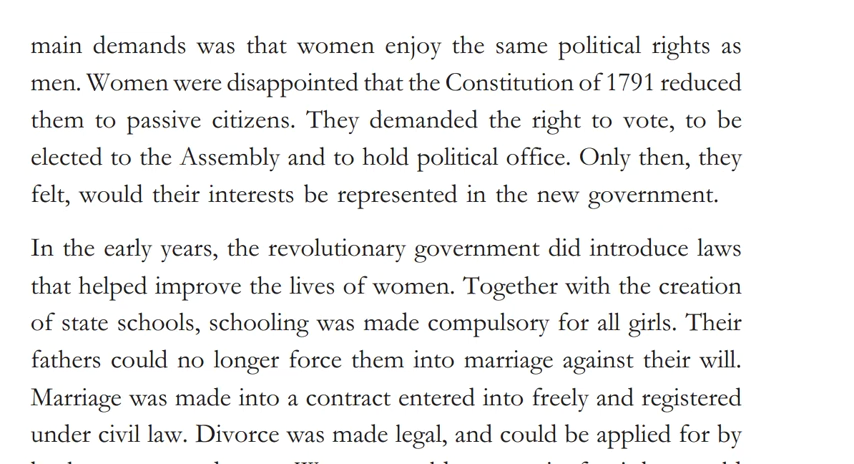 main demands was that women enjoy the same political rights as
men. Women were disappointed that the Constitution of 1791 reduced
them to passive citizens. They demanded the right to vote, to be
elected to the Assembly and to hold political office. Only then, they
felt, would their interests be represented in the new government.
In the early years, the revolutionary government did introduce laws
that helped improve the lives of women. Together with the creation
of state schools, schooling was made compulsory for all girls. Their
fathers could no longer force them into marriage against their will.
Marriage was made into a contract entered into freely and registered
under civil law. Divorce was made legal, and could be applied for by